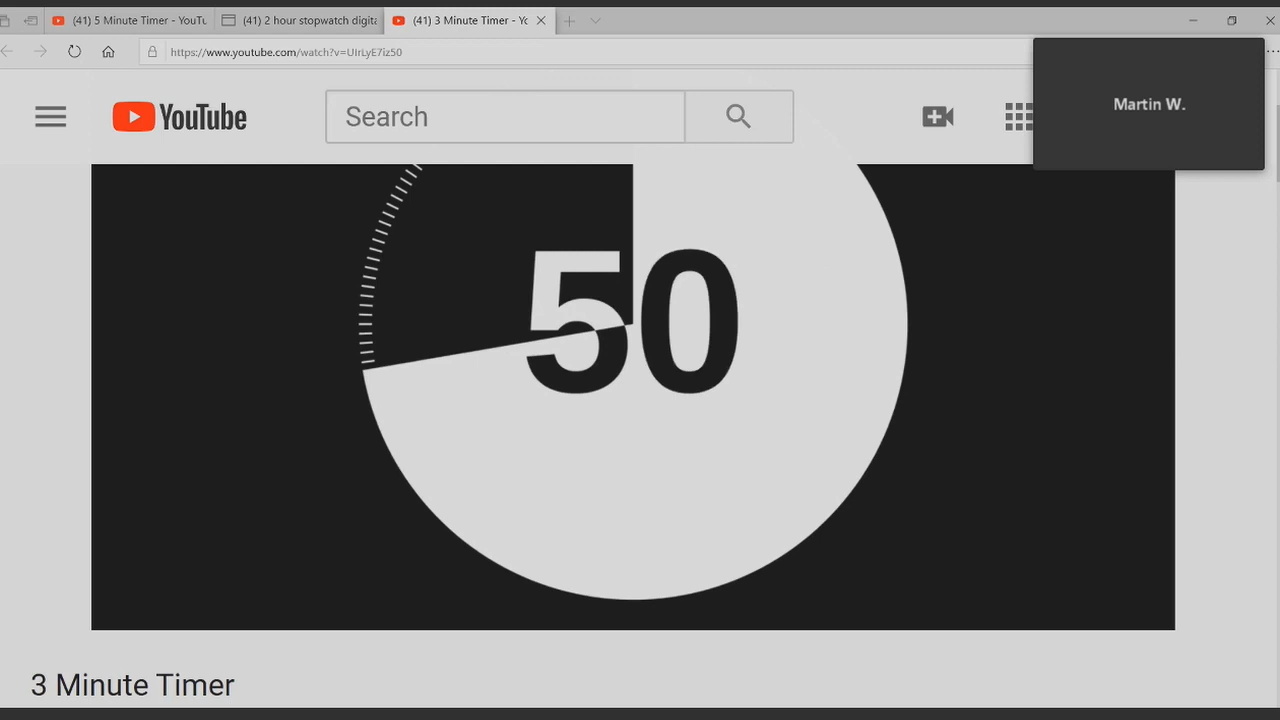 (41) 5 Minute Timer - YouTu
(41) 2 hour stopwatch digita
(41) 3 Minute Timer - Yo
https://www.youtube.com/watch?v=UIrLyE7iz50
YouTube
Search
Martin W.
50
3 Minute Timer